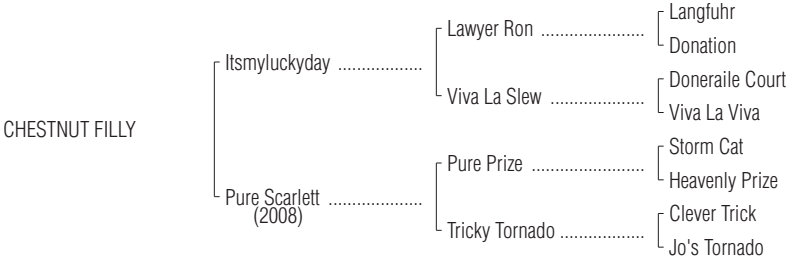 Langfuhr
Lawyer Ron ......................
Donation
Itsmyluckyday ..................
Doneraile Court
Viva La Slew ....................
Viva La Viva
CHESTNUT FILLY
Storm Cat
Pure Prize ........................
Heavenly Prize
Pure Scarlett ....................
(2008)
Clever Trick
Tricky Tornado ..................
Jo's Tornado